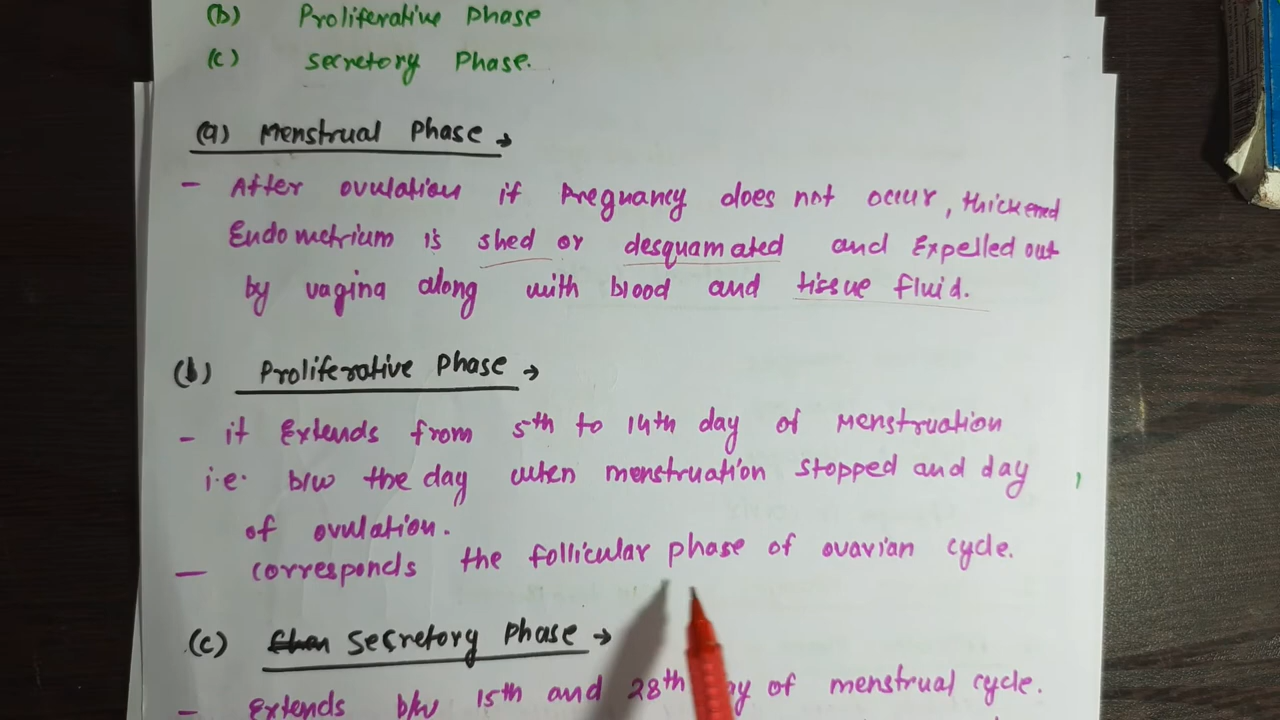 (b) Proliferative Phase
(c) Secretory Phase.
(a) Menstrual Phase →
- After ovulation if Pregnancy does not occur, thickened
Endometrium is shed or desquamated and Expelled out
by vagina along with blood and tissue fluid.
(b) Proliferative Phase →
- it Extends from 5th to 14th day of Menstruation
i.e. b/w the day when menstruation stopped and day
of ovulation.
- corresponds the follicular phase of ovarian cycle.
(c) Secretory Phase →
- Extends b/w 15th and 28th day of menstrual cycle.